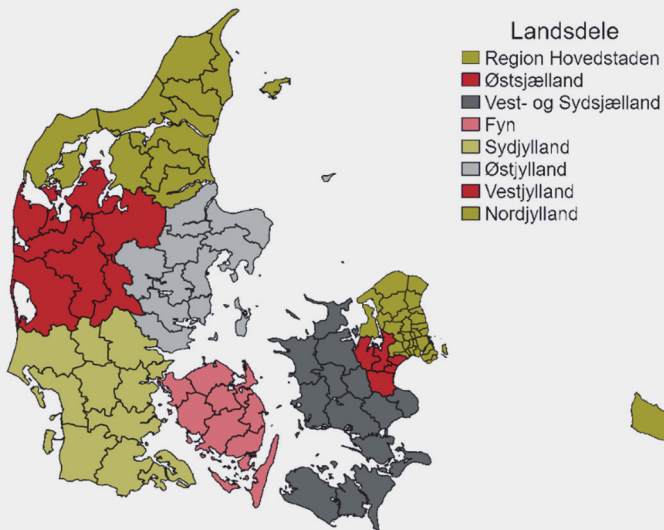 Landsdele
Region Hovedstaden
Østsjælland
Vest- og Sydsjælland
Fyn
Sydjylland
Østjylland
Vestjylland
Nordjylland